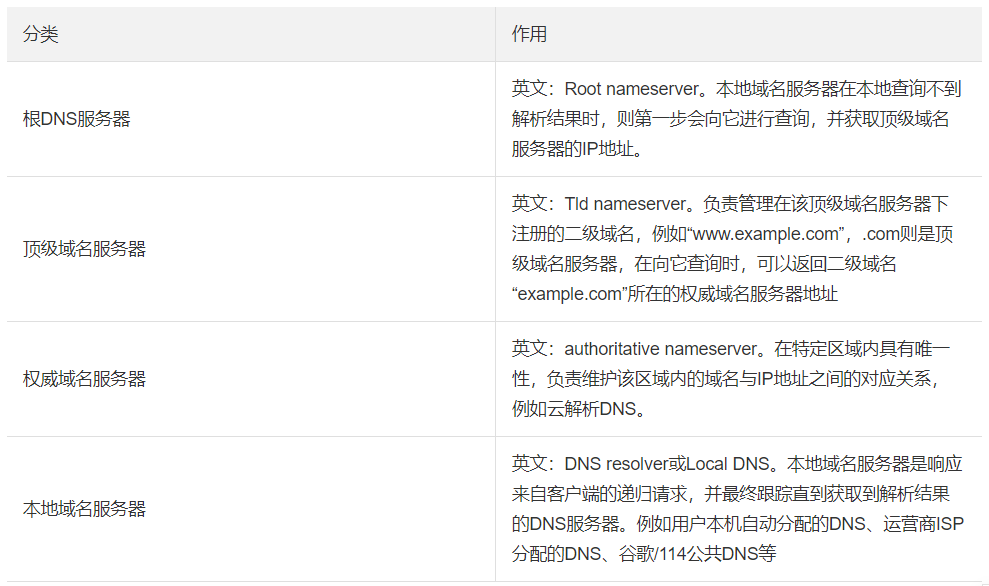 分类
作用
根DNS服务器
英文：Root nameserver。本地域名服务器在本地查询不到
解析结果时，则第一步会向它进行查询，并获取顶级域名
服务器的IP地址。
顶级域名服务器
英文：Tld nameserver。负责管理在该顶级域名服务器下
注册的二级域名，例如“www.example.com”，.com则是顶
级域名服务器，在向它查询时，可以返回二级域名
“example.com”所在的权威域名服务器地址
权威域名服务器
英文：authoritative nameserver。在特定区域内具有唯一
性，负责维护该区域内的域名与IP地址之间的对应关系，
例如云解析DNS。
本地域名服务器
英文：DNS resolver或Local DNS。本地域名服务器是响应
来自客户端的递归请求，并最终跟踪直到获取到解析结果
的DNS服务器。例如用户本机自动分配的DNS、运营商ISP
分配的DNS、谷歌/114公共DNS等